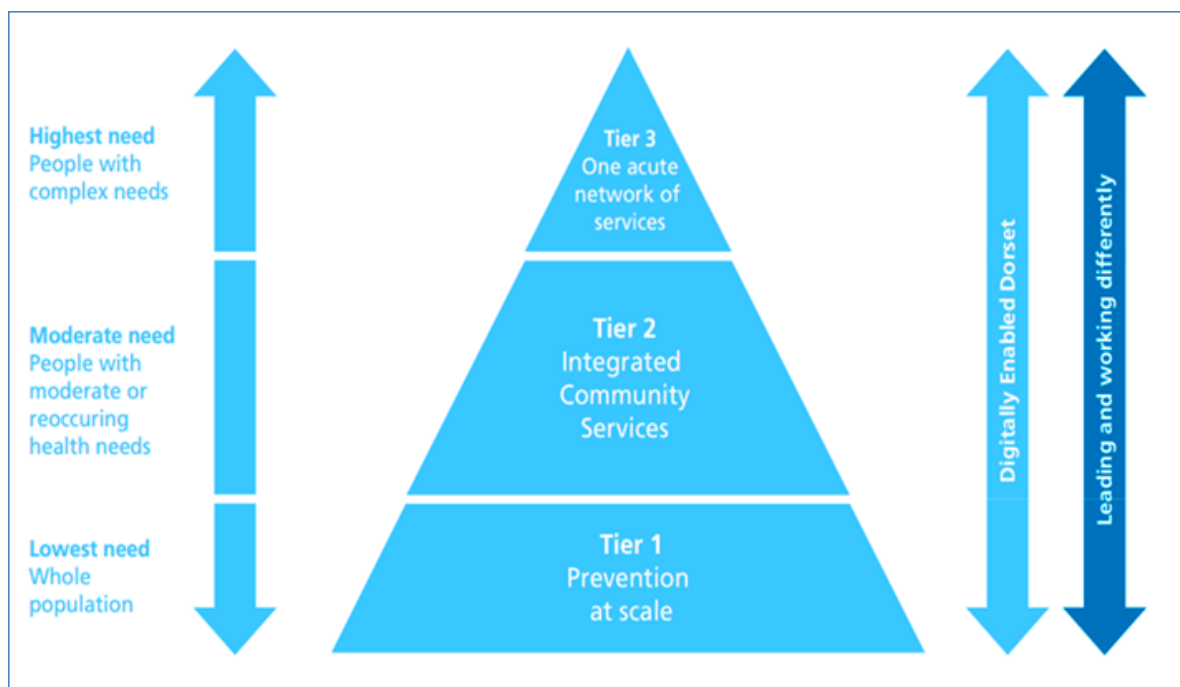 Highest need
People with
complex needs
Moderate need
People with
moderate or
reoccuring
health needs
Lowest need
Whole
population
Tier 3
One acute
network of
services
Tier 2
Integrated
Community
Services
Tier 1
Prevention
at scale
Digitally Enabled Dorset
Leading and working differently